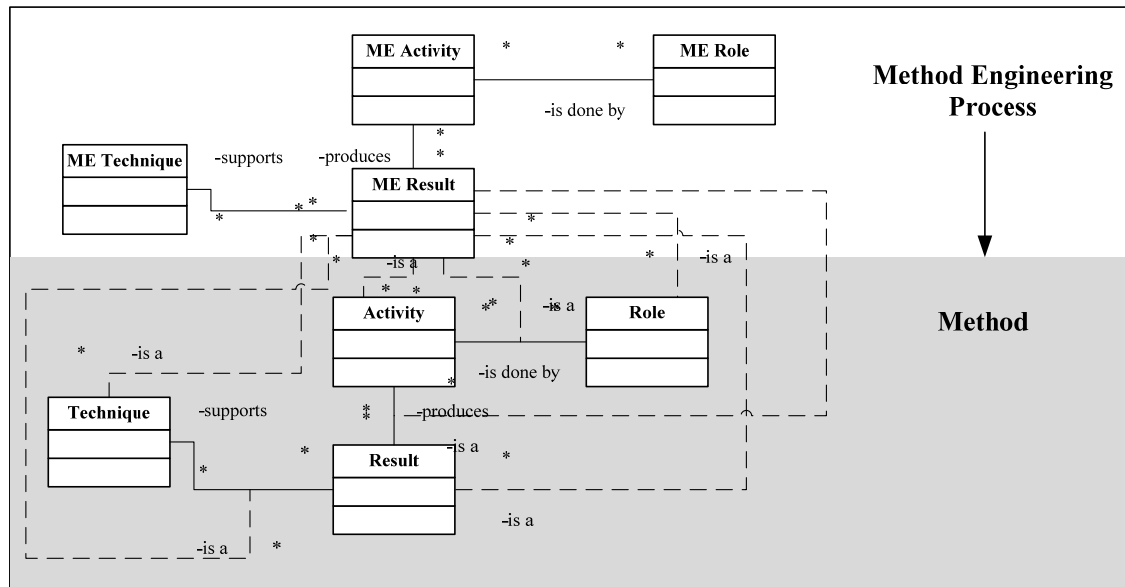 * *
ME Activity
ME Role
Method Engineering
Process
-is done by
*
*
ME Technique
-supports
-produces
ME Result
* * *
*
* * *
* * *
-is a
-is a
* *
Activity
** *
-is a
Role
Method
*
-is a
-is done by
*
Technique
-supports
*
*
-produces
-is a
*
*
*
Result
-is a
-is a
*